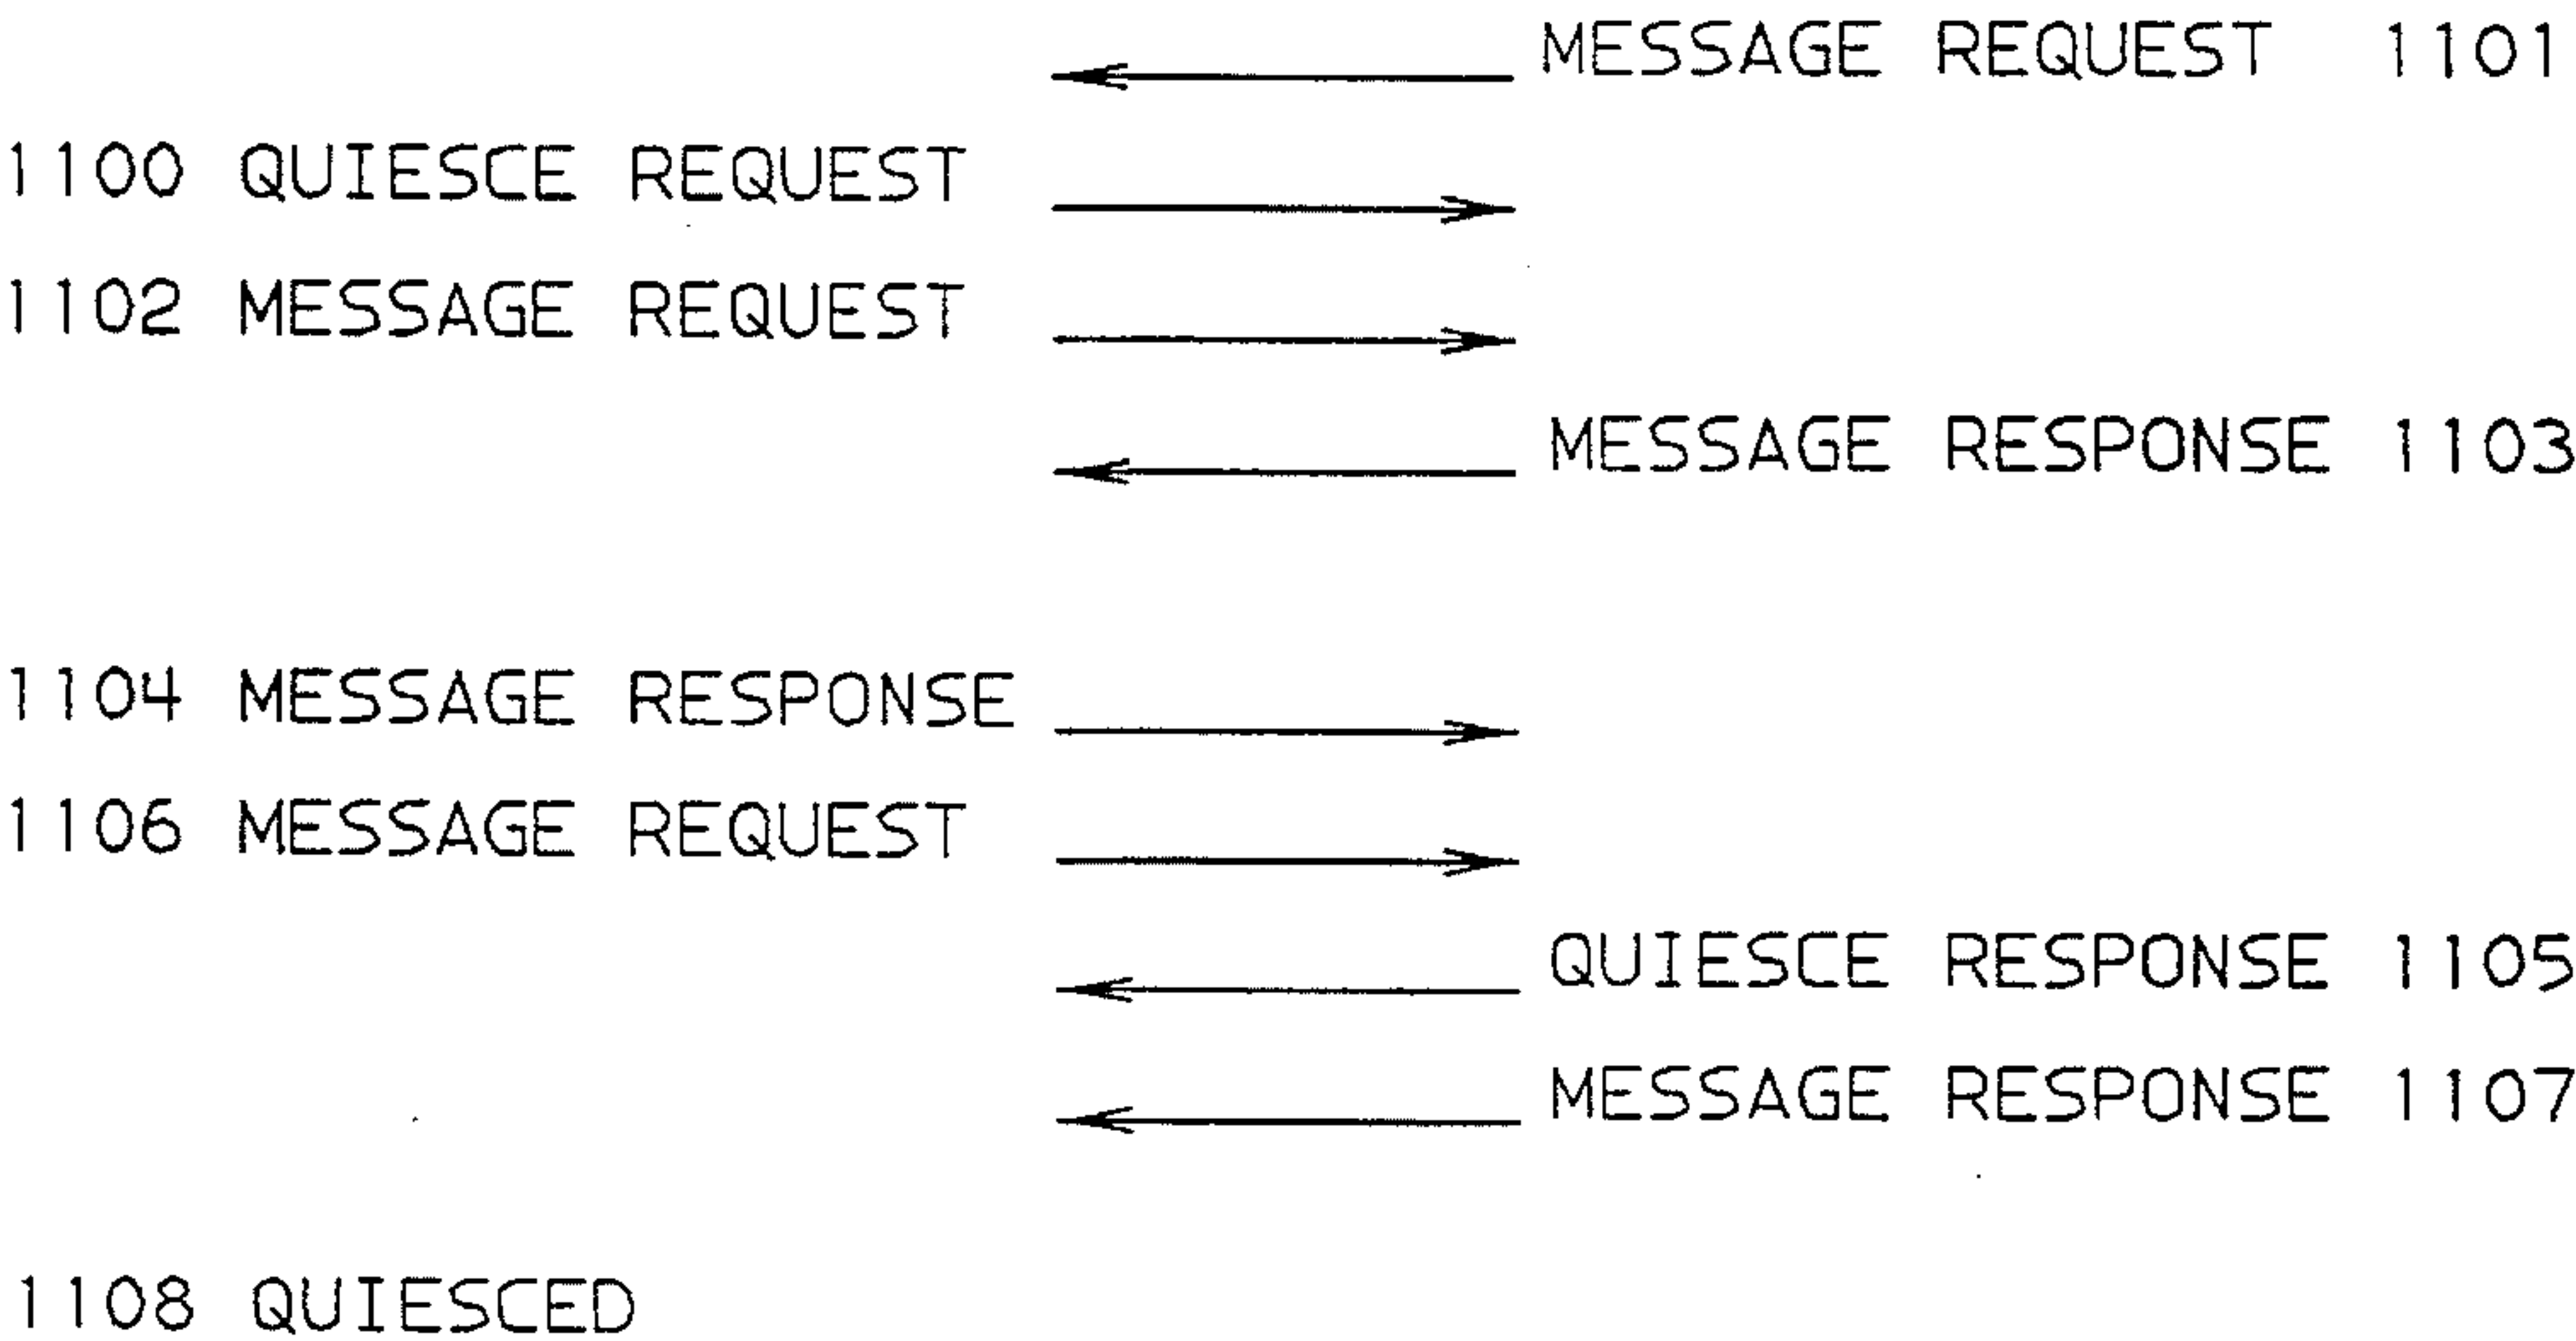 MESSAGE REQUEST 1101
1100 QUIESCE REQUEST
1102 MESSAGE REQUEST
MESSAGE RESPONSE 1103
1104 MESSAGE RESPONSE
1106 MESSAGE REQUEST
QUIESCE RESPONSE 1105
MESSAGE RESPONSE 1107
1108 QUIESCED